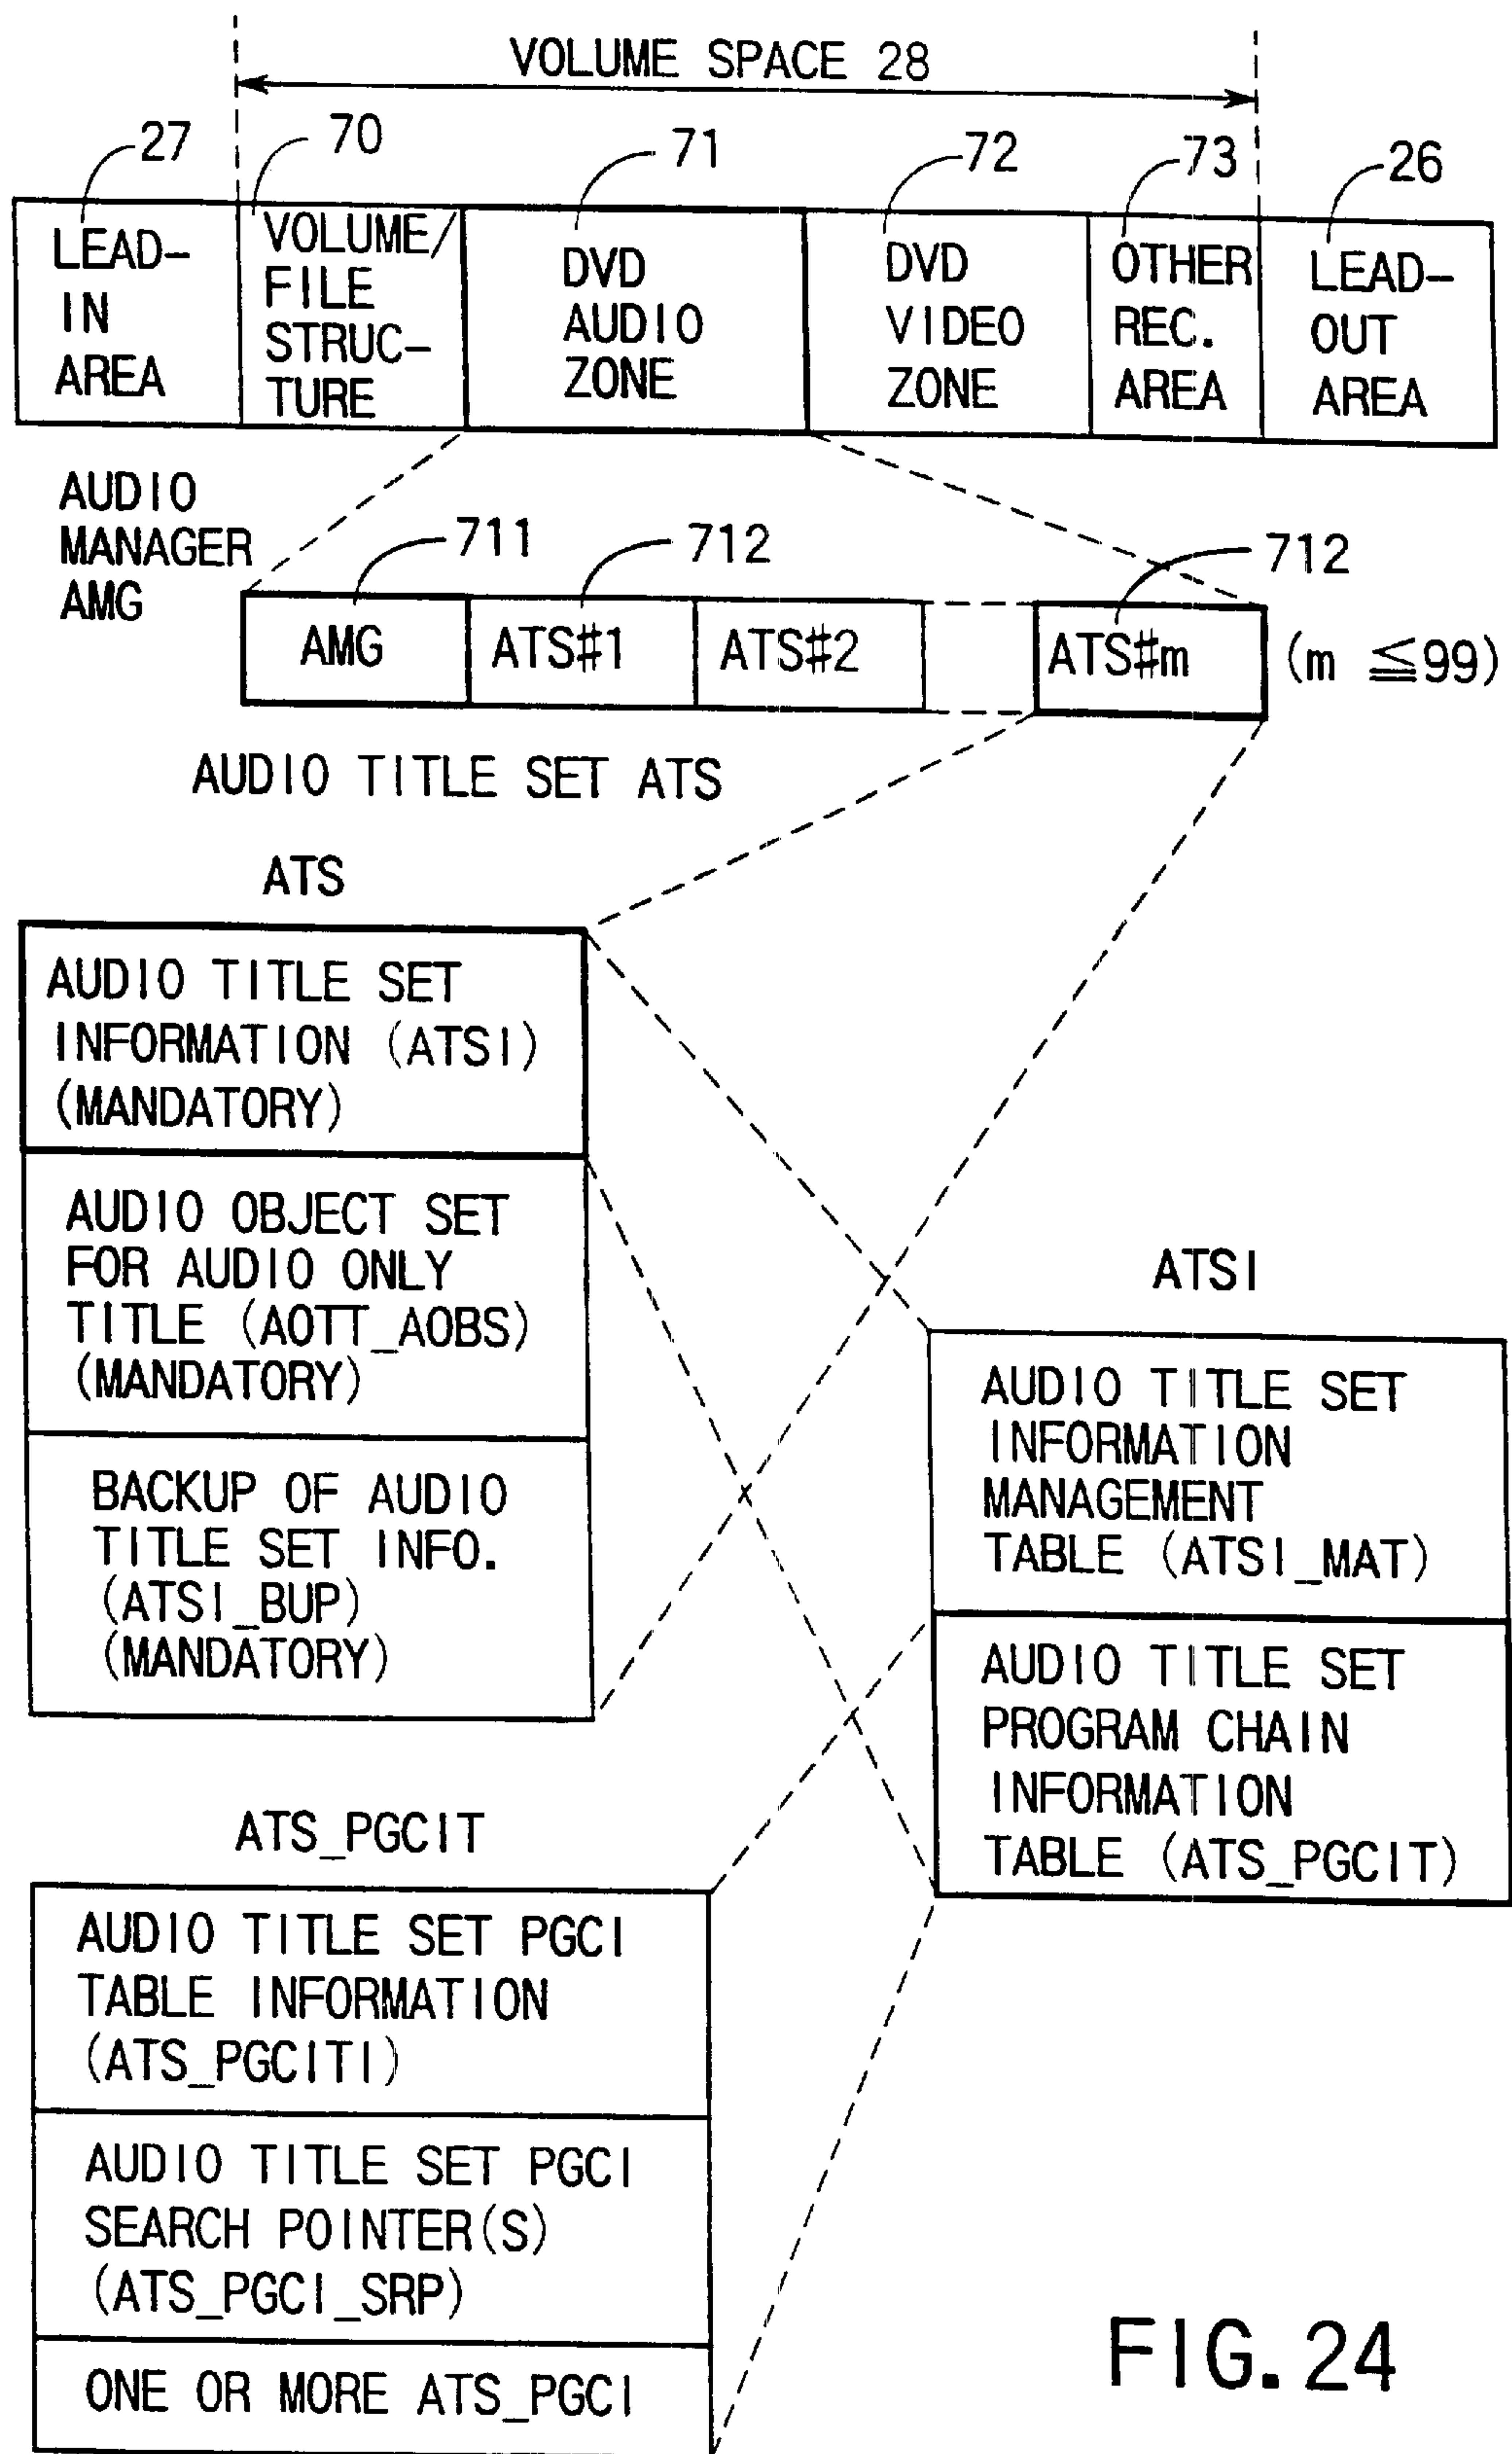 VOLUME SPACE 28
27
70
71
72
73
26
LEAD-
IN
AREA
VOLUME/
FILE
STRUC-
TURE
DVD
AUDIO
ZONE
DVD
VIDEO
ZONE
OTHER
REC.
AREA
LEAD-
OUT
AREA
AUDIO
MANAGER
AMG
711
712
712
AMG
ATS#1
ATS#2
ATS#m
(m ≦99)
AUDIO TITLE SET ATS
ATS
AUDIO TITLE SET
INFORMATION (ATSI)
(MANDATORY)
AUDIO OBJECT SET
FOR AUDIO ONLY
TITLE (AOTT_AOBS)
(MANDATORY)
BACKUP OF AUDIO
TITLE SET INFO.
(ATSI_BUP)
(MANDATORY)
ATSI
AUDIO TITLE SET
INFORMATION
MANAGEMENT
TABLE (ATSI_MAT)
AUDIO TITLE SET
PROGRAM CHAIN
INFORMATION
TABLE (ATS_PGCIT)
ATS_PGCIT
AUDIO TITLE SET PGCI
TABLE INFORMATION
(ATS_PGCITI)
AUDIO TITLE SET PGCI
SEARCH POINTER(S)
(ATS_PGCI_SRP)
ONE OR MORE ATS_PGCI
FIG. 24